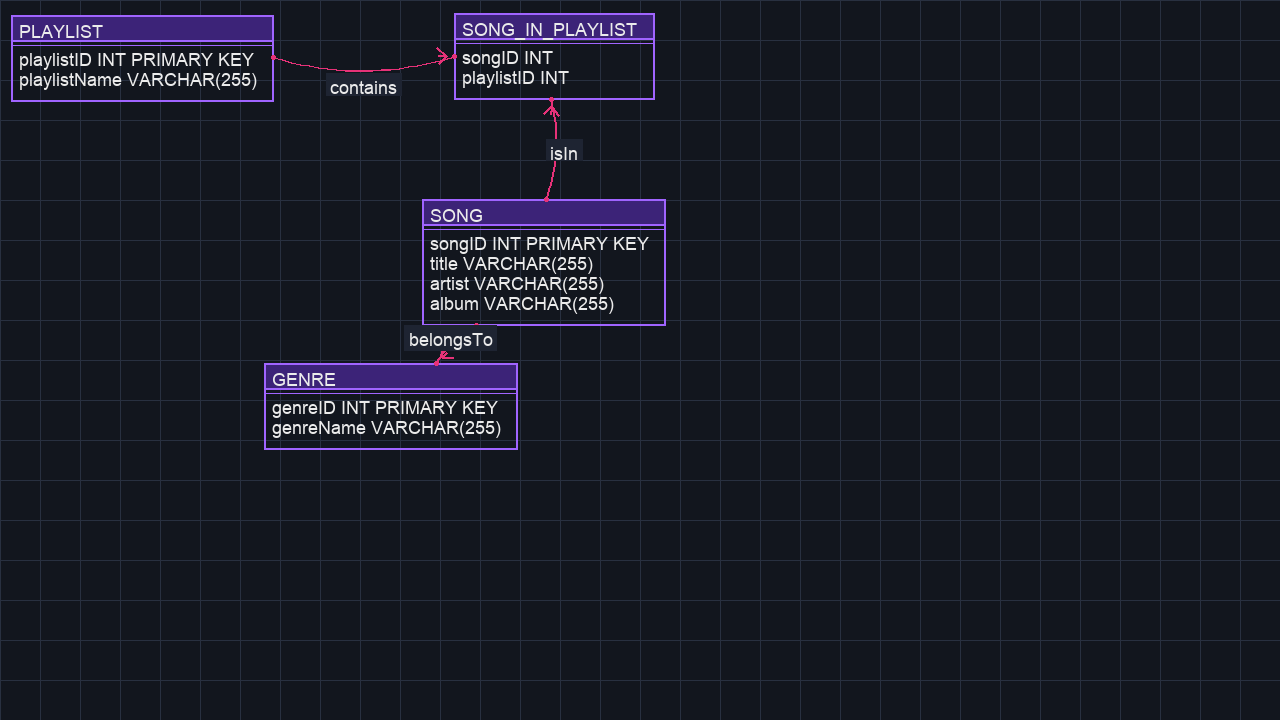 PLAYLIST
playlistID INT PRIMARY KEY
playlistName VARCHAR(255)
contains
SONG_IN_PLAYLIST
songID INT
playlistID INT
isIn
SONG
songID INT PRIMARY KEY
title VARCHAR(255)
artist VARCHAR(255)
album VARCHAR(255)
belongsTo
GENRE
genreID INT PRIMARY KEY
genreName VARCHAR(255)